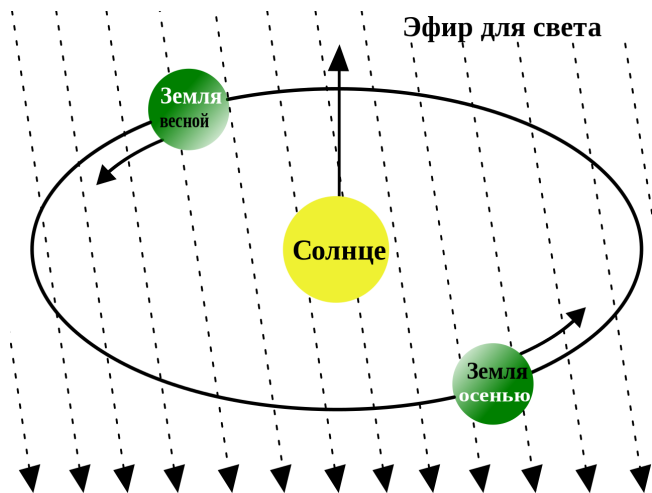 Эфир для света
Земля
весной
Солнце
Земля
осенью